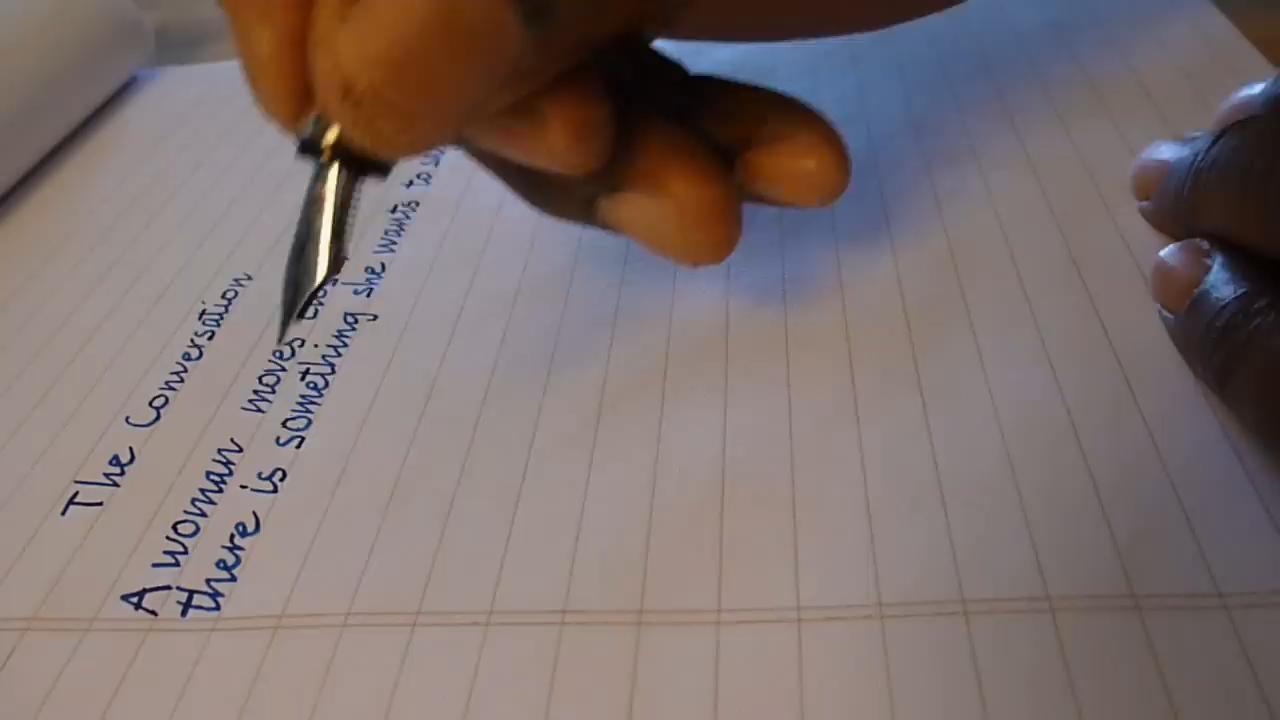 The Conversation
A woman moves
there is something she wants to